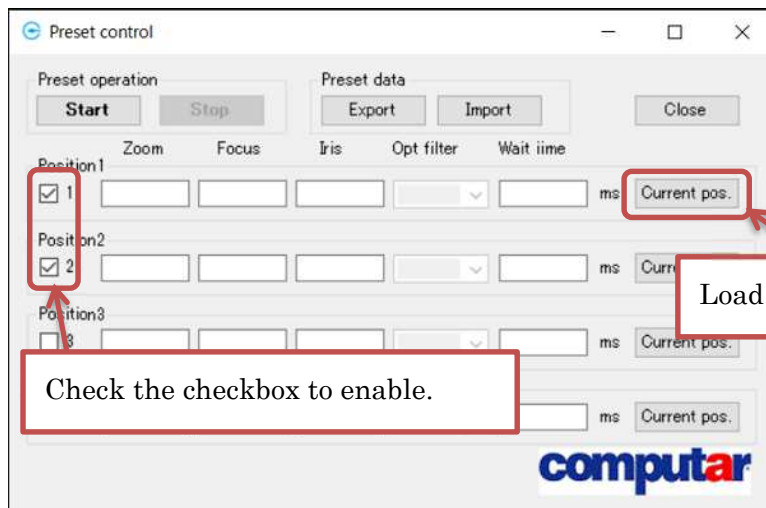 Preset control
Preset operation
Preset data
Start
Stop
Export
Import
Close
Zoom
Focus
Iris
Opt filter
Wait iime
Position1
1
ms
Current pos.
Position2
2
ms
Load
Position3
3
ms
Current pos.
Check the checkbox to enable.
ms
Current pos.
computar